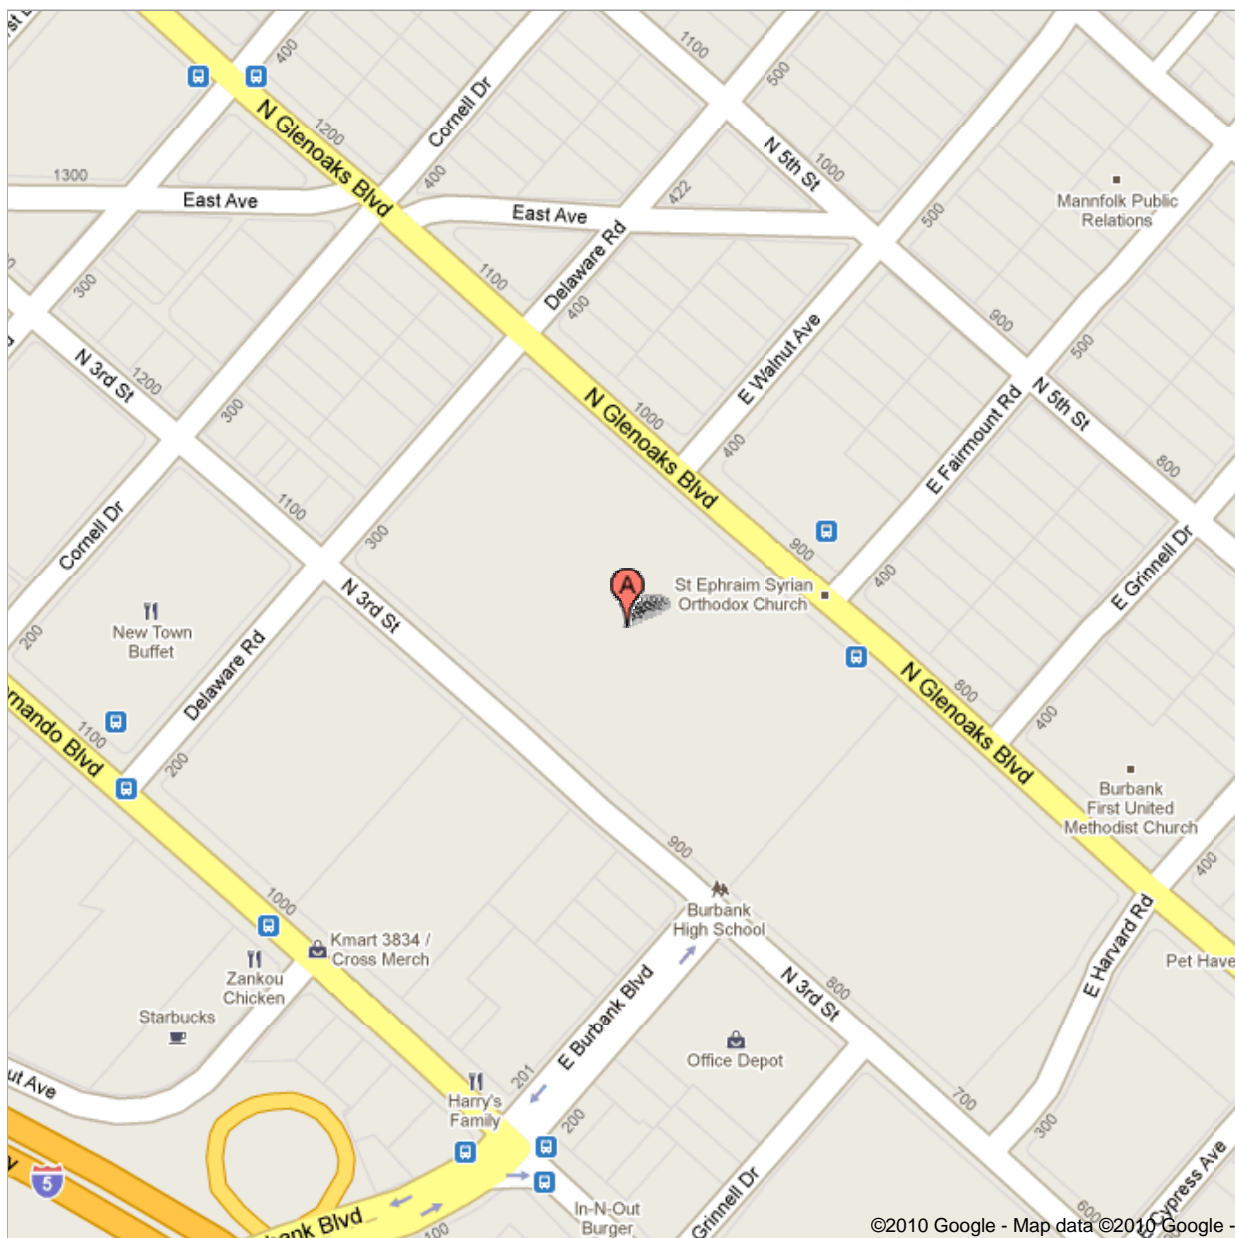 400
1100
500
Cornell Dr
N Glenoaks Blvd
1200
N 5th St
1000
1300
East Ave
400
East Ave
422
500
Mannfolk Public
Relations
Delaware Rd
1100
400
300
900
500
E Walnut Ave
N 3rd St
1200
300
1000
N Glenoaks Blvd
400
E Fairmount Rd
N 5th St
800
Cornell Dr
1100
300
900
400
E Grinnell Dr
A
St Ephraim Syrian
Orthodox Church
N 3rd St
New Town
Buffet
200
Delaware Rd
N Glenoaks Blvd
800
400
1100
200
Blvd
Burbank
First United
Methodist Church
900
400
1000
Burbank
High School
Kmart 3834 /
Cross Merch
Zankou
Chicken
E Harvard Rd
Pet Have
Starbucks
E Burbank Blvd
N 3rd St
800
Office Depot
ut Ave
201
Harry's
Family
200
700
300
5
In-N-Out
Burger
Grinnell Dr
600
Cypress Ave
bank Blvd
100
©2010 Google - Map data ©2010 Google -